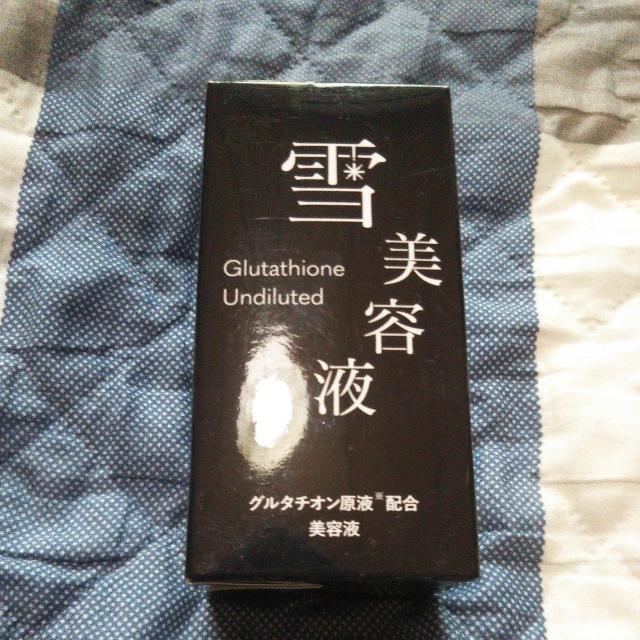 雪
美容液
Glutathione
Undiluted
グルタチオン原液※配合
美容液